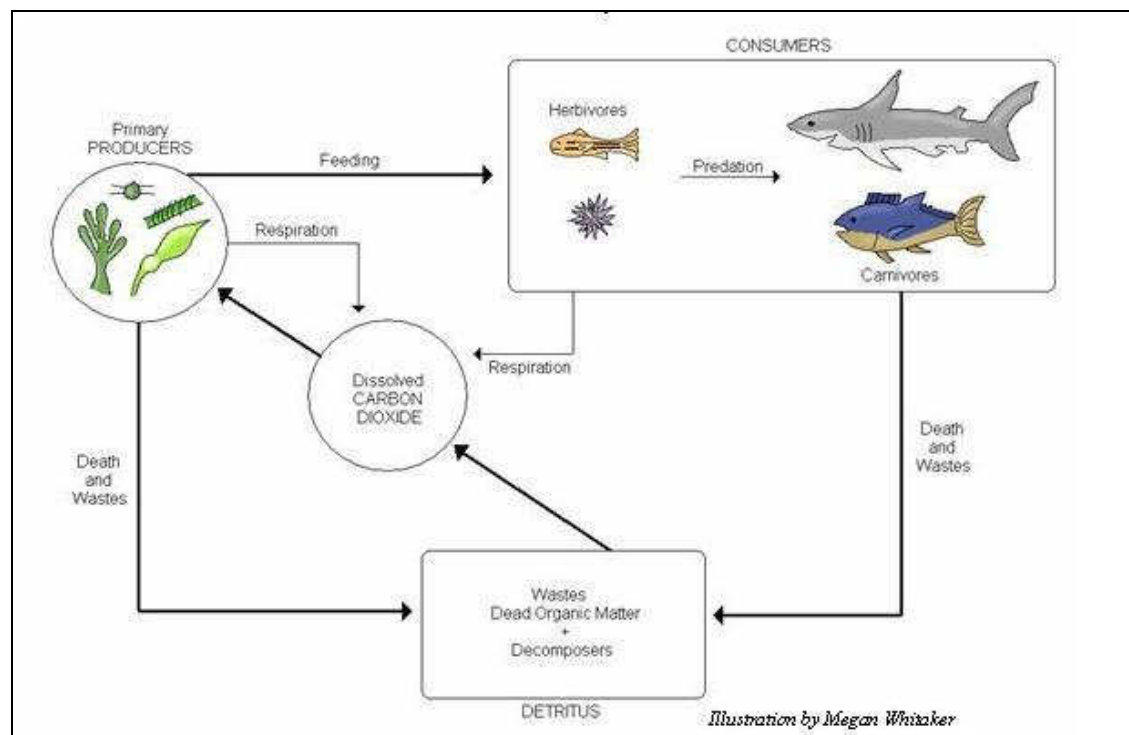 CONSUMERS
Primary
PRODUCERS
Herbivores
Feeding
Predation
Respiration
Carnivores
Respiration
Dissolved
CARBON
DIOXIDE
Death
and
Wastes
Death
and
Wastes
Wastes
Dead Organic Matter
+
Decomposers
DETRITUS
Illustration by Megan Whitaker